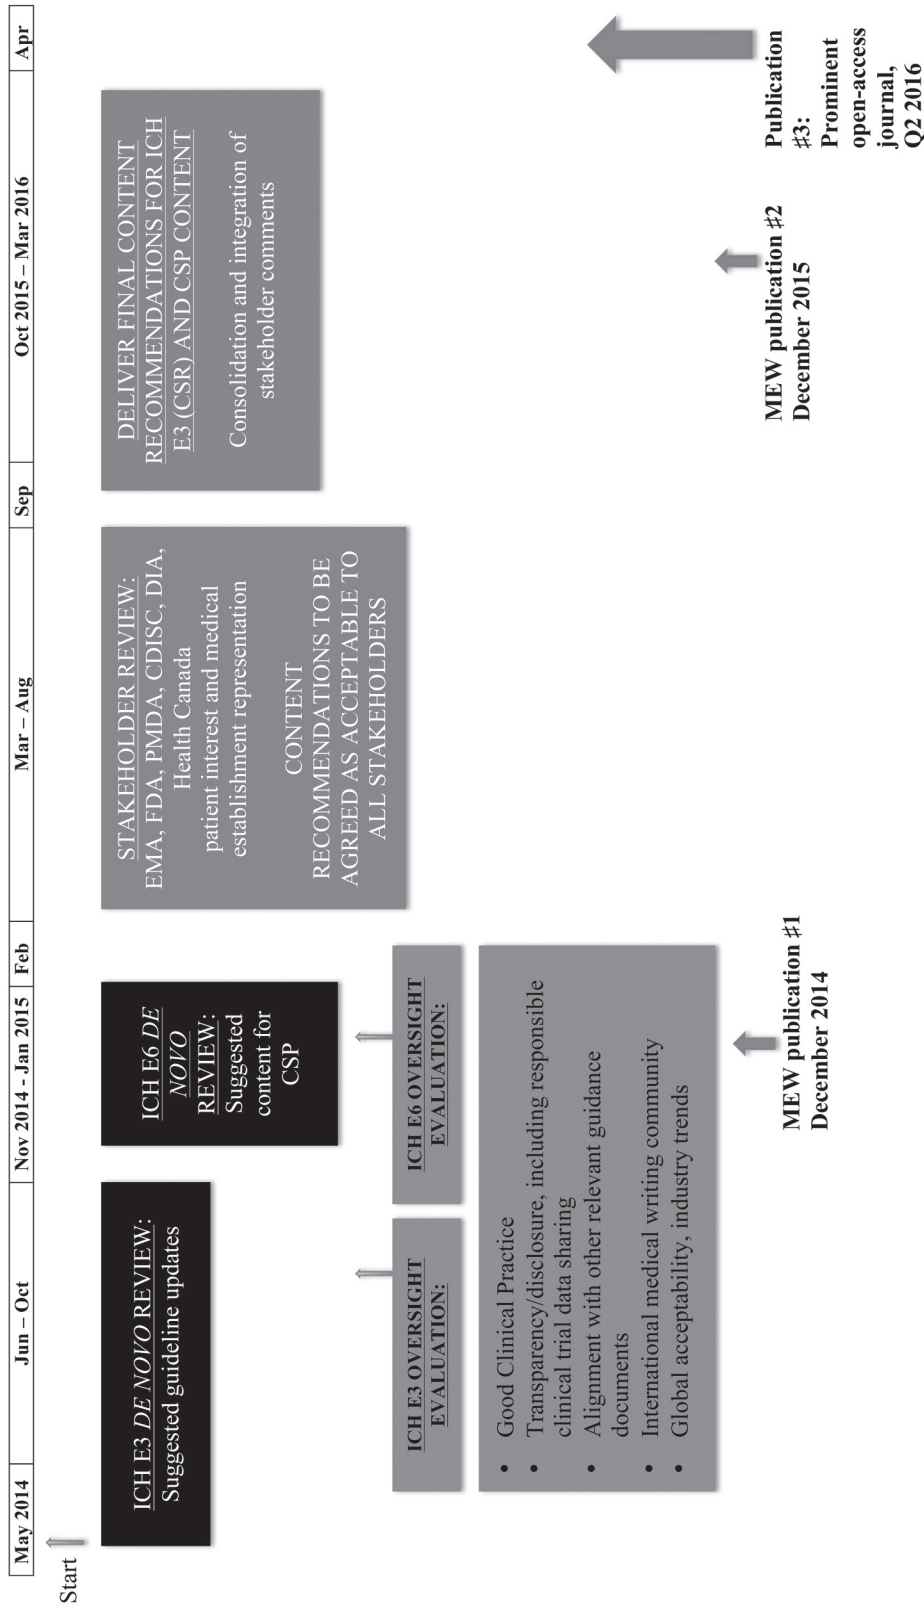 May 2014
Jun – Oct
Nov 2014 - Jan 2015
Feb
Mar – Aug
Sep
Oct 2015 – Mar 2016
Apr
Start
ICH E3 DE NOVO REVIEW:
Suggested guideline updates
ICH E6 DE
NOVO
REVIEW:
Suggested
content for
CSP
STAKEHOLDER REVIEW:
EMA, FDA, PMDA, CDISC, DIA,
Health Canada
patient interest and medical
establishment representation
CONTENT
RECOMMENDATIONS TO BE
AGREED AS ACCEPTABLE TO
ALL STAKEHOLDERS
DELIVER FINAL CONTENT
RECOMMENDATIONS FOR ICH
E3 (CSR) AND CSP CONTENT
Consolidation and integration of
stakeholder comments
ICH E3 OVERSIGHT
EVALUATION:
ICH E6 OVERSIGHT
EVALUATION:
• Good Clinical Practice
• Transparency/disclosure, including responsible
clinical trial data sharing
• Alignment with other relevant guidance
documents
• International medical writing community
• Global acceptability, industry trends
MEW publication #1
December 2014
MEW publication #2
December 2015
Publication
#3:
Prominent
open-access
journal,
Q2 2016